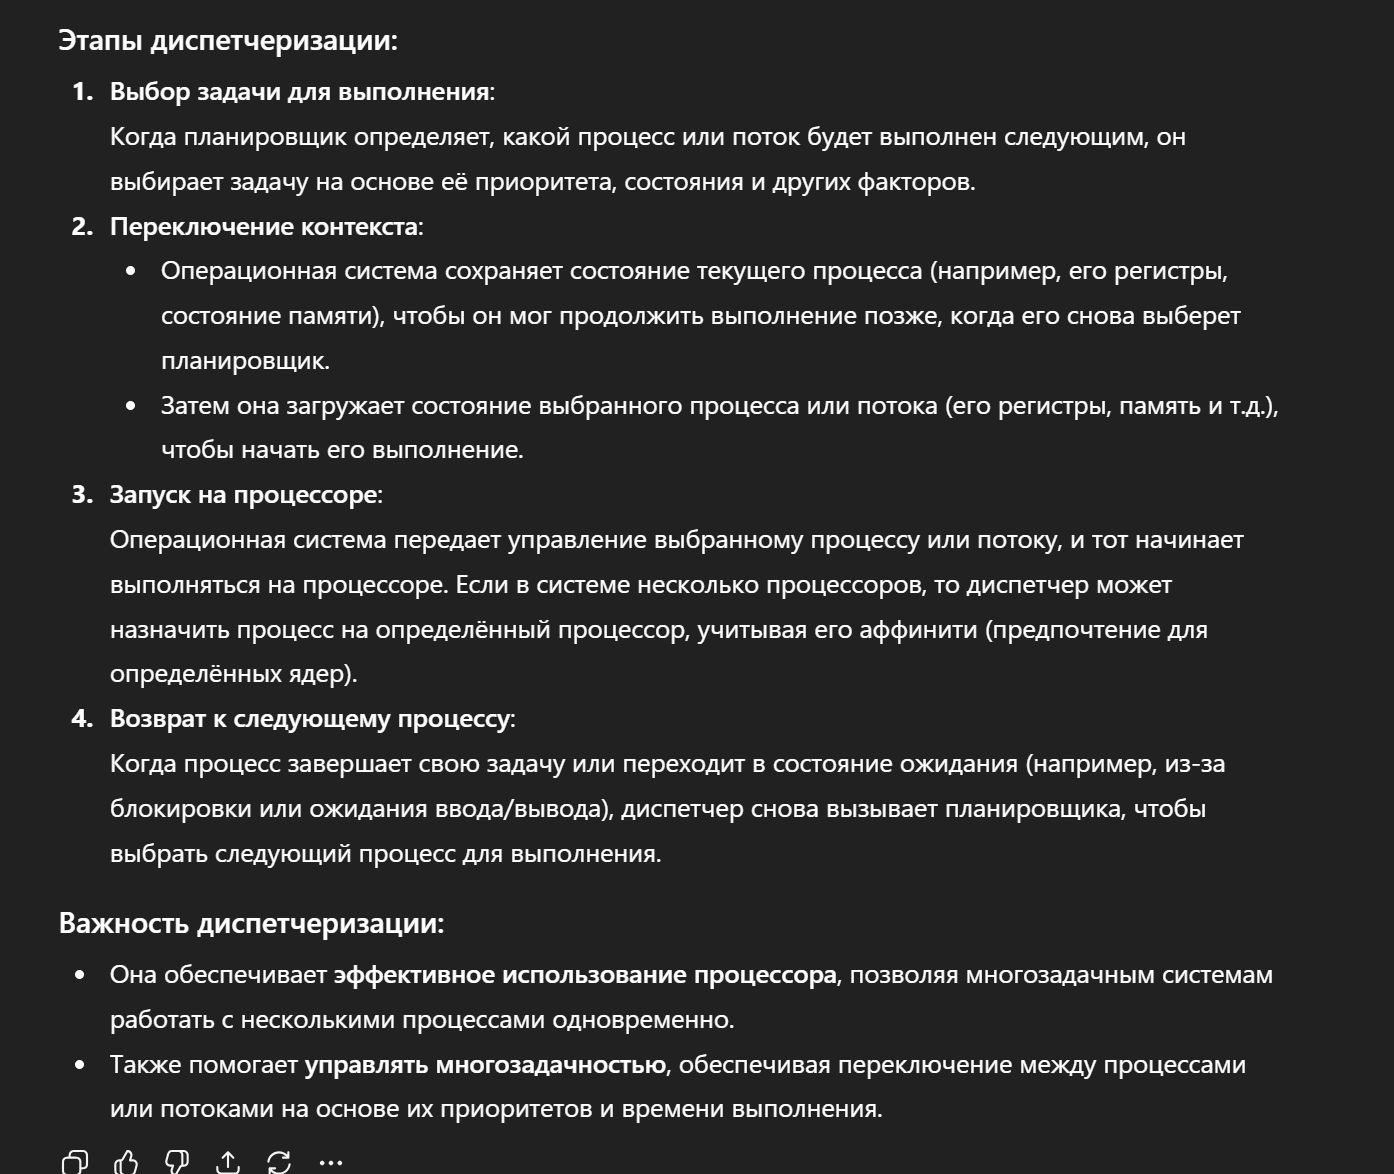 Этапы диспетчеризации:
1. Выбор задачи для выполнения:
Когда планировщик определяет, какой процесс или поток будет выполнен следующим, он
выбирает задачу на основе её приоритета, состояния и других факторов.
2. Переключение контекста:
• Операционная система сохраняет состояние текущего процесса (например, его регистры,
состояние памяти), чтобы он мог продолжить выполнение позже, когда его снова выберет
планировщик.
• Затем она загружает состояние выбранного процесса или потока (его регистры, память и т.д.),
чтобы начать его выполнение.
3. Запуск на процессоре:
Операционная система передает управление выбранному процессу или потоку, и тот начинает
выполняться на процессоре. Если в системе несколько процессоров, то диспетчер может
назначить процесс на определённый процессор, учитывая его аффинити (предпочтение для
определённых ядер).
4. Возврат к следующему процессу:
Когда процесс завершает свою задачу или переходит в состояние ожидания (например, из-за
блокировки или ожидания ввода/вывода), диспетчер снова вызывает планировщика, чтобы
выбрать следующий процесс для выполнения.
Важность диспетчеризации:
• Она обеспечивает эффективное использование процессора, позволяя многозадачным системам
работать с несколькими процессами одновременно.
• Также помогает управлять многозадачностью, обеспечивая переключение между процессами
или потоками на основе их приоритетов и времени выполнения.